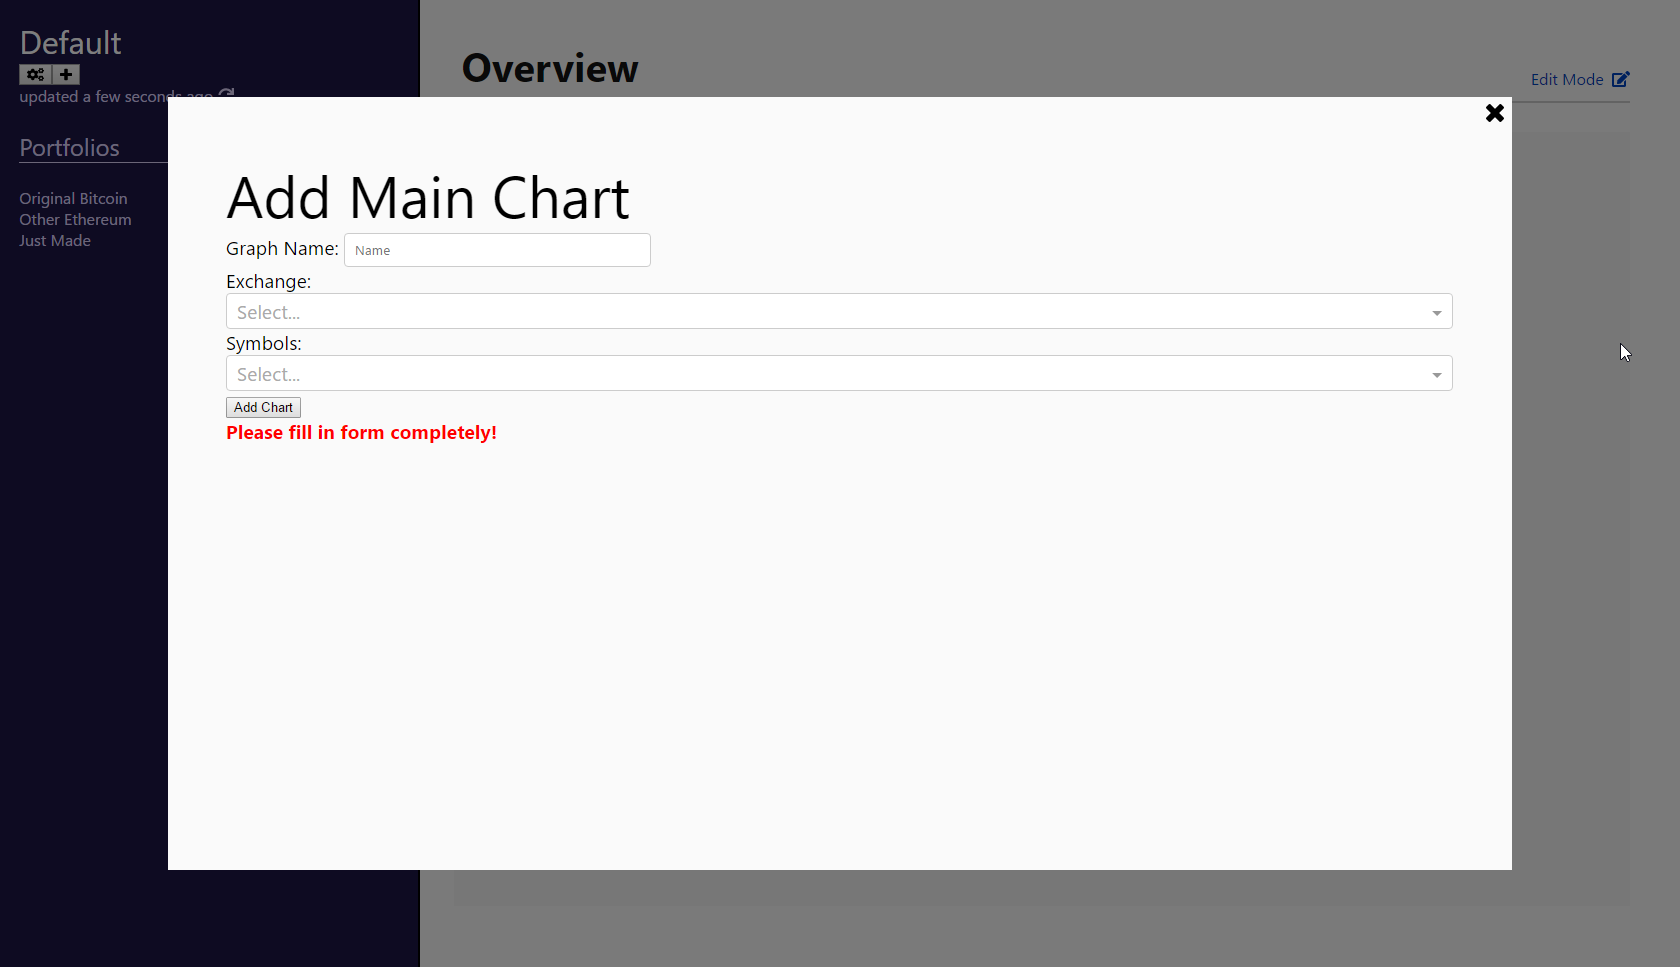 Default
updated a few seconds ago
Portfolios
Original Bitcoin
Other Ethereum
Just Made
Overview
Edit Mode
Add Main Chart
Graph Name: Name
Exchange:
Select...
Symbols:
Select...
Add Chart
Please fill in form completely!